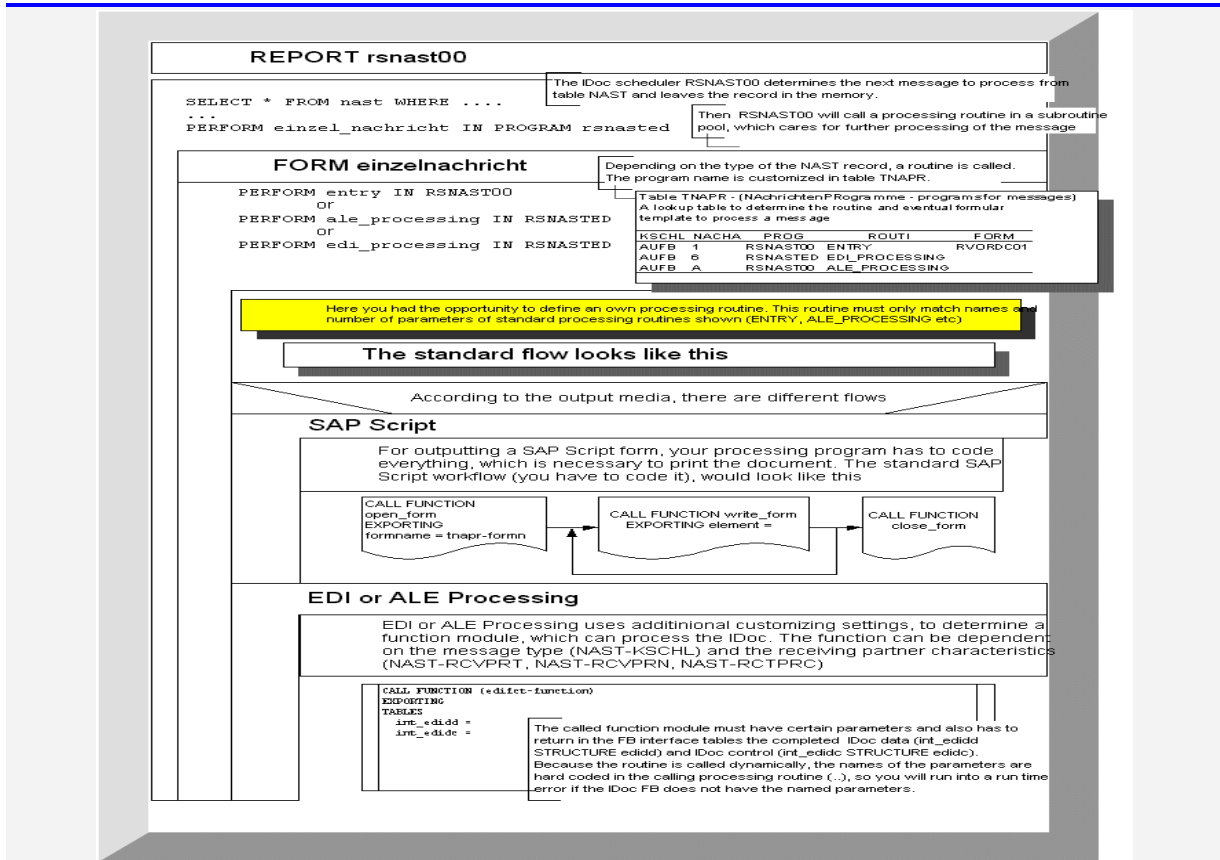 REPORT rsnast00
The IDoc scheduler RSNAST00 determines the next message to process from
table NAST and leaves the record in the memory.
SELECT * FROM nast WHERE ....
...
PERFORM einzel_nachricht IN PROGRAM rsnasted
Then RSNAST00 will call a processing routine in a subroutine
pool, which cares for further processing of the message
FORM einzelnachricht
Depending on the type of the NAST record, a routine is called.
The program name is customized in table TNAPR.
PERFORM entry IN RSNAST00
or
PERFORM ale_processing IN RSNASTED
or
PERFORM edi_processing IN RSNASTED
Table TNAPR - (NAchrichtenPRogramme - programs for messages)
A lookup table to determine the routine and eventual formular
template to process a message
KSCHL NACHA PROG ROUTI FORM
AUFB 1 RSNAST00 ENTRY RVORDC01
AUFB 6 RSNASTED EDI_PROCESSING
AUFB A RSNAST00 ALE_PROCESSING
Here you had the opportunity to define an own processing routine. This routine must only match names and
number of parameters of standard processing routines shown (ENTRY, ALE_PROCESSING etc)
The standard flow looks like this
According to the output media, there are different flows
SAP Script
For outputting a SAP Script form, your processing program has to code
everything, which is necessary to print the document. The standard SAP
Script workflow (you have to code it), would look like this
CALL FUNCTION
open_form
EXPORTING
formname = tnapr-formn
CALL FUNCTION write_form
EXPORTING element =
CALL FUNCTION
close_form
EDI or ALE Processing
EDI or ALE Processing uses additinional customizing settings, to determine a
function module, which can process the IDoc. The function can be dependent
on the message type (NAST-KSCHL) and the receiving partner characteristics
(NAST-RCVPRT, NAST-RCVPRN, NAST-RCTPRC)
CALL FUNCTION (edifct-function)
EXPORTING
TABLES
int_edidd =
int_edidc =
The called function module must have certain parameters and also has to
return in the FB interface tables the completed IDoc data (int_edidd
STRUCTURE edidd) and IDoc control (int_edidc STRUCTURE edidc).
Because the routine is called dynamically, the names of the parameters are
hard coded in the calling processing routine (..), so you will run into a run time
error if the IDoc FB does not have the named parameters.